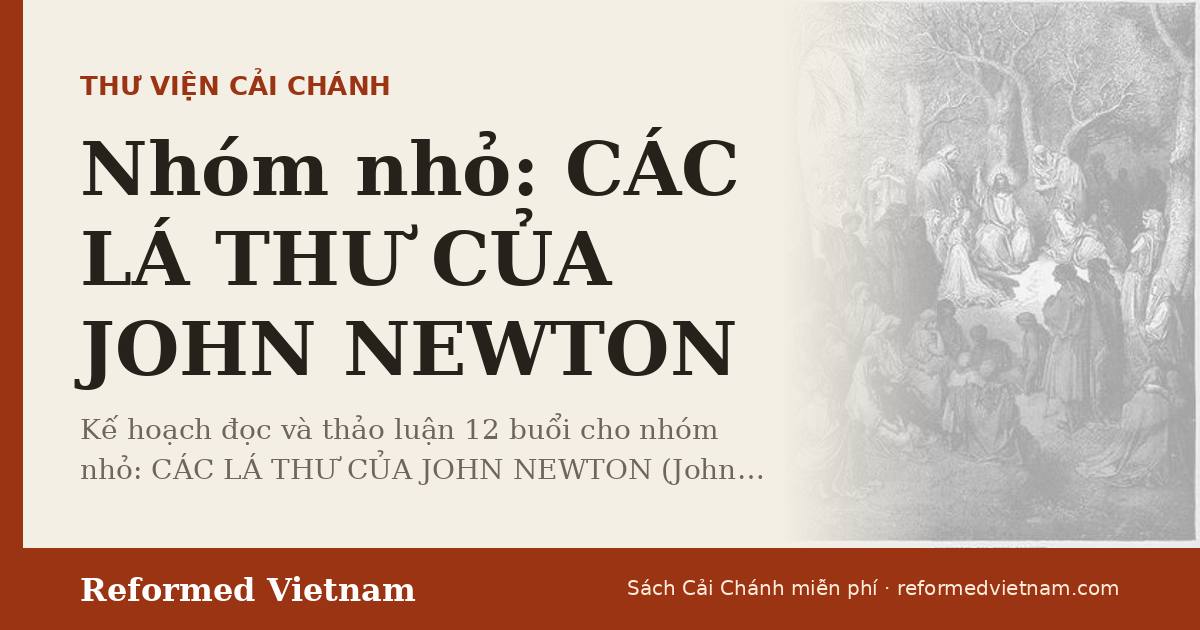 THƯ VIỆN CẢI CHÁNH
Nhóm nhỏ: CÁC
LÁ THƯ CỦA
JOHN NEWTON
Kế hoạch đọc và thảo luận 12 buổi cho nhóm
nhỏ: CÁC LÁ THƯ CỦA JOHN NEWTON (John…
Reformed Vietnam
Sách Cải Chánh miễn phí · reformedvietnam.com